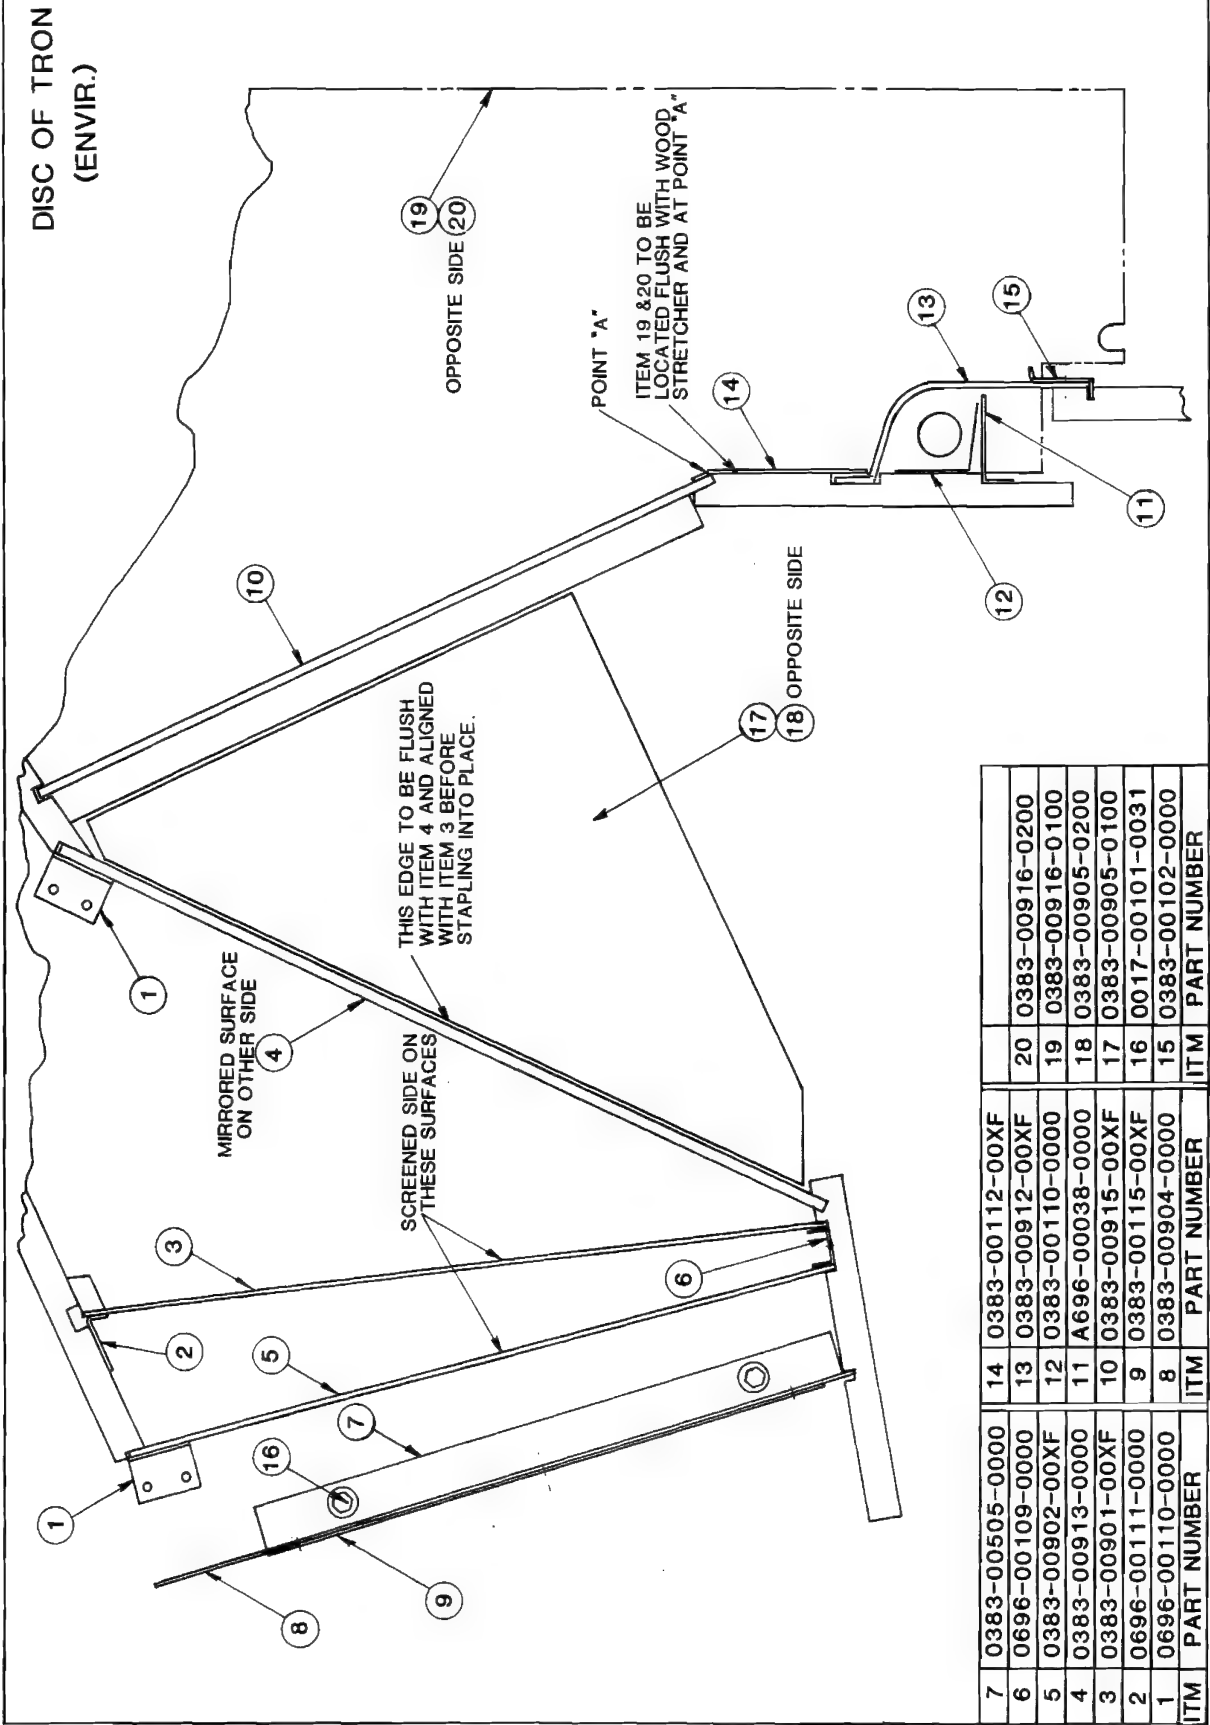 DISC OF TRON
(ENVIR.)
1
2
3
MIRRORED SURFACE
ON OTHER SIDE
1
4
10
19
20
OPPOSITE SIDE
5
16
7
8
9
SCREENED SIDE ON
THESE SURFACES
THIS EDGE TO BE FLUSH
WITH ITEM 4 AND ALIGNED
WITH ITEM 3 BEFORE
STAPLING INTO PLACE.
6
POINT "A"
ITEM 19 &20 TO BE
LOCATED FLUSH WITH WOOD
STRETCHER AND AT POINT "A"
14
17
18
OPPOSITE SIDE
13
15
12
11
7 0383-00505-0000 14 0383-00112-00XF
6 0696-00109-0000 13 0383-00912-00XF 20 0383-00916-0200
5 0383-00902-00XF 12 0383-00110-0000 19 0383-00916-0100
4 0383-00913-0000 11 A696-00038-0000 18 0383-00905-0200
3 0383-00901-00XF 10 0383-00915-00XF 17 0383-00905-0100
2 0696-00111-0000 9 0383-00115-00XF 16 0017-00101-0031
1 0696-00110-0000 8 0383-00904-0000 15 0383-00102-0000
ITM PART NUMBER ITM PART NUMBER ITM PART NUMBER